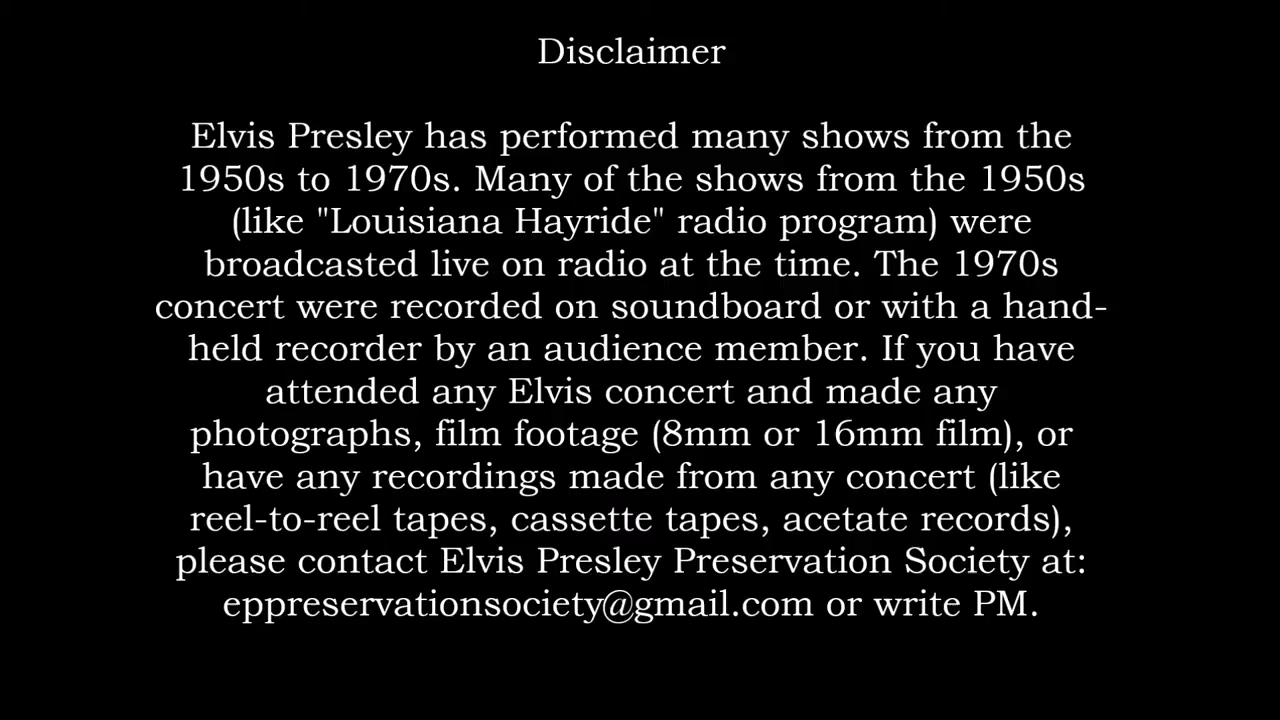 Disclaimer
Elvis Presley has performed many shows from the
1950s to 1970s. Many of the shows from the 1950s
(like "Louisiana Hayride" radio program) were
broadcasted live on radio at the time. The 1970s
concert were recorded on soundboard or with a hand-
held recorder by an audience member. If you have
attended any Elvis concert and made any
photographs, film footage (8mm or 16mm film), or
have any recordings made from any concert (like
reel-to-reel tapes, cassette tapes, acetate records),
please contact Elvis Presley Preservation Society at:
eppreservationsociety@gmail.com or write PM.